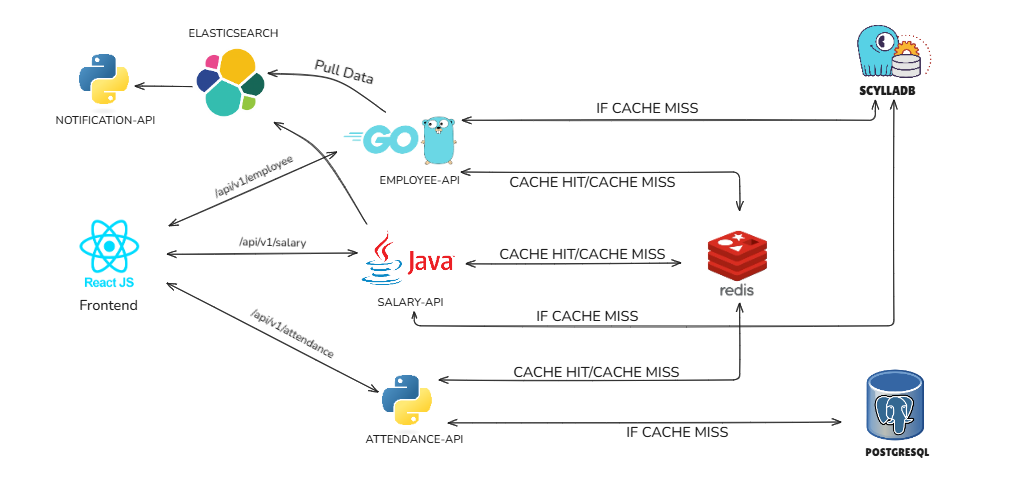 ELASTICSEARCH
NOTIFICATION-API
Pull Data
GO
EMPLOYEE-API
IF CACHE MISS
SCYLLADB
CACHE HIT/CACHE MISS
/api/v1/employee
/api/v1/salary
React JS
Frontend
Java
SALARY-API
CACHE HIT/CACHE MISS
redis
IF CACHE MISS
/api/v1/attendance
CACHE HIT/CACHE MISS
ATTENDANCE-API
IF CACHE MISS
POSTGRESQL